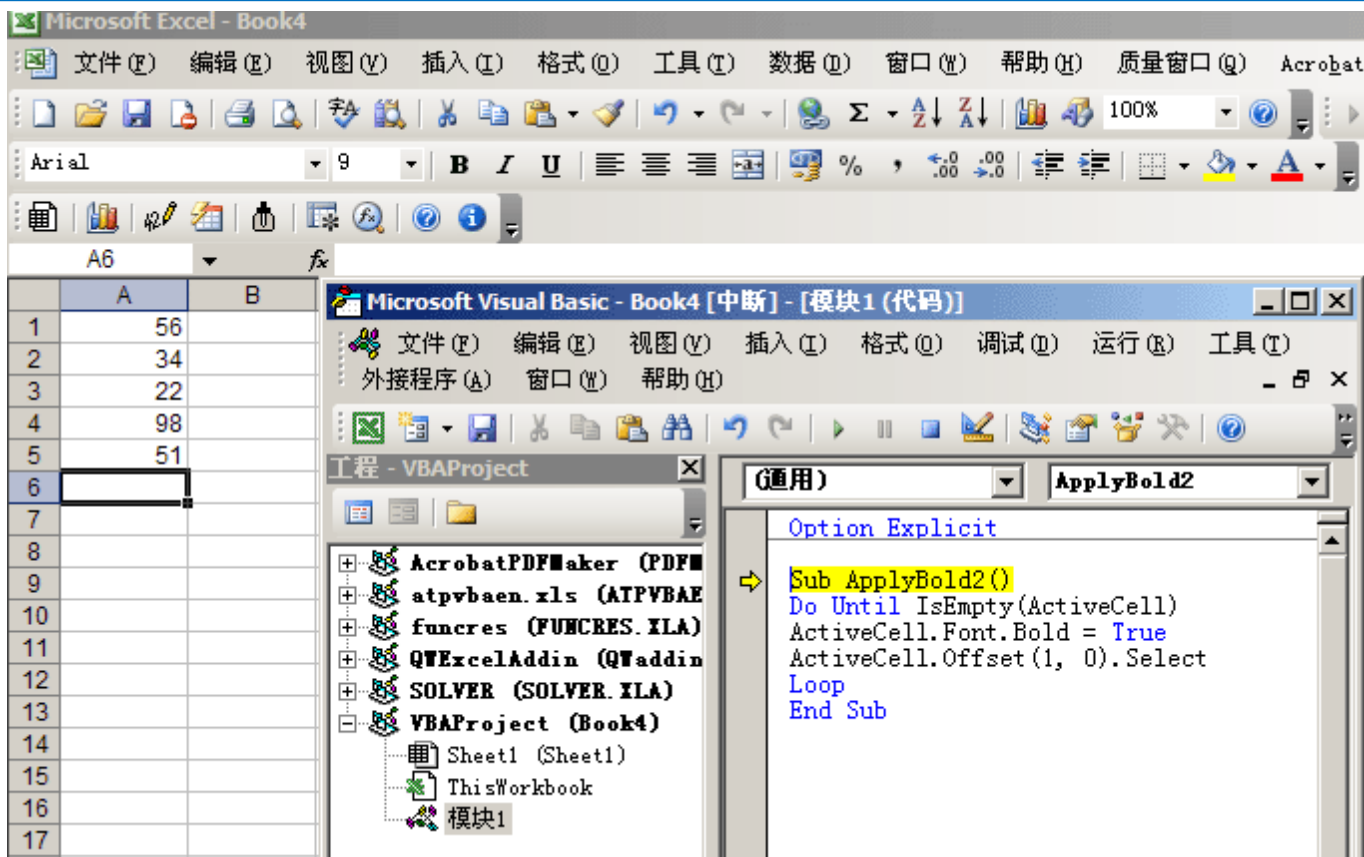 Microsoft Excel - Book4
文件(F) 编辑(E) 视图(V) 插入(I) 格式(O) 工具(T) 数据(D) 窗口(W) 帮助(H) 质量窗口(Q) Acrobat
100%
Arial 9 B I U % , .0 .00 A
A6 fx
A B
1 56
2 34
3 22
4 98
5 51
6
7
8
9
10
11
12
13
14
15
16
17
Microsoft Visual Basic - Book4 [中断] - [模块1 (代码)]
文件(F) 编辑(E) 视图(V) 插入(I) 格式(O) 调试(D) 运行(R) 工具(T)
外接程序(A) 窗口(W) 帮助(H)
工程 - VBAProject
AcrobatPDFMaker (PDFM
atpvbaen.xls (ATPVBAE
funcres (FUNCRES.XLA)
QTExcelAddin (QTaddin
SOLVER (SOLVER.XLA)
VBAProject (Book4)
Sheet1 (Sheet1)
ThisWorkbook
模块1
(通用) ApplyBold2
Option Explicit
Sub ApplyBold2()
Do Until IsEmpty(ActiveCell)
ActiveCell.Font.Bold = True
ActiveCell.Offset(1, 0).Select
Loop
End Sub